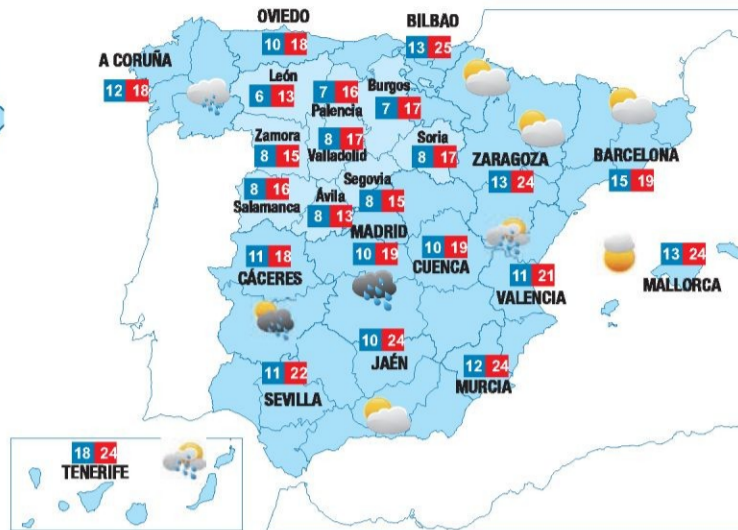 OVIEDO
10 18
BILBAO
13 25
A CORUÑA
12 18
León
6 13
7 16
Palencia
Burgos
7 17
Zamora
8 15
8 17
Valladolid
Soria
8 17
ZARAGOZA
13 24
BARCELONA
15 19
8 16
Salamanca
Ávila
8 13
Segovia
8 15
MADRID
10 19
10 19
CUENCA
11 18
CÁCERES
11 21
VALENCIA
13 24
MALLORCA
10 24
JAÉN
12 24
MURCIA
11 22
SEVILLA
18 24
TENERIFE